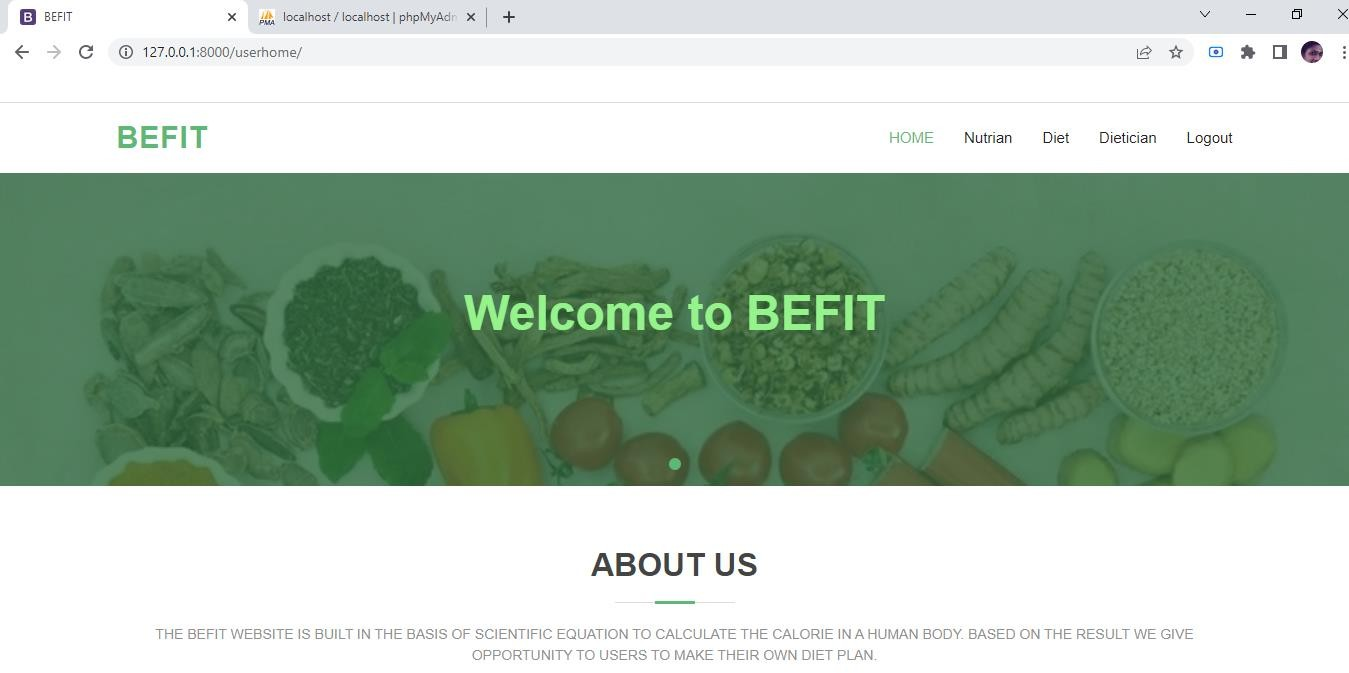 BEFIT
localhost / localhost | phpMyAdn
127.0.0.1:8000/userhome/
BEFIT
HOME Nutrian Diet Dietician Logout
Welcome to BEFIT
ABOUT US
THE BEFIT WEBSITE IS BUILT IN THE BASIS OF SCIENTIFIC EQUATION TO CALCULATE THE CALORIE IN A HUMAN BODY. BASED ON THE RESULT WE GIVE
OPPORTUNITY TO USERS TO MAKE THEIR OWN DIET PLAN.